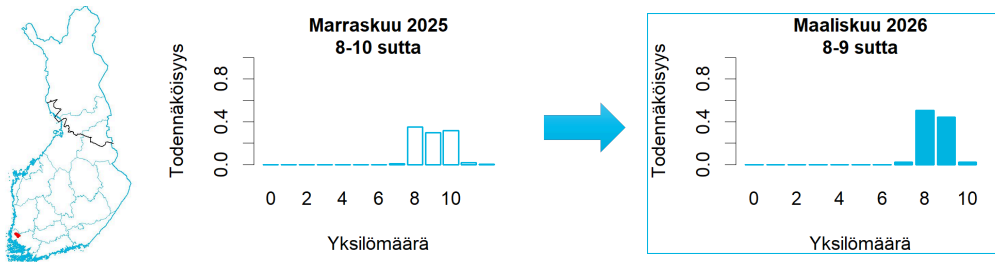 Marraskuu 2025
8-10 sutta
Todennäköisyys
0.0 0.4 0.8
0 2 4 6 8 10
Yksilömäärä
Maaliskuu 2026
8-9 sutta
Todennäköisyys
0.0 0.4 0.8
0 2 4 6 8 10
Yksilömäärä